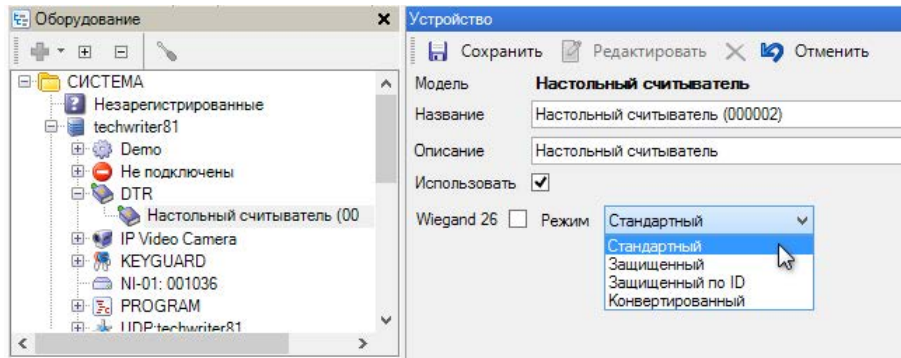 Оборудование
СИСТЕМА
Незарегистрированные
techwriter81
Demo
Не подключены
DTR
Настольный считыватель (00
IP Video Camera
KEYGUARD
NI-01: 001036
PROGRAM
UDP:techwriter81
Устройство
Сохранить Редактировать Отменить
Модель Настольный считыватель
Название Настольный считыватель (000002)
Описание Настольный считыватель
Использовать
Wiegand 26 Режим Стандартный
Стандартный
Защищенный
Защищенный по ID
Конвертированный